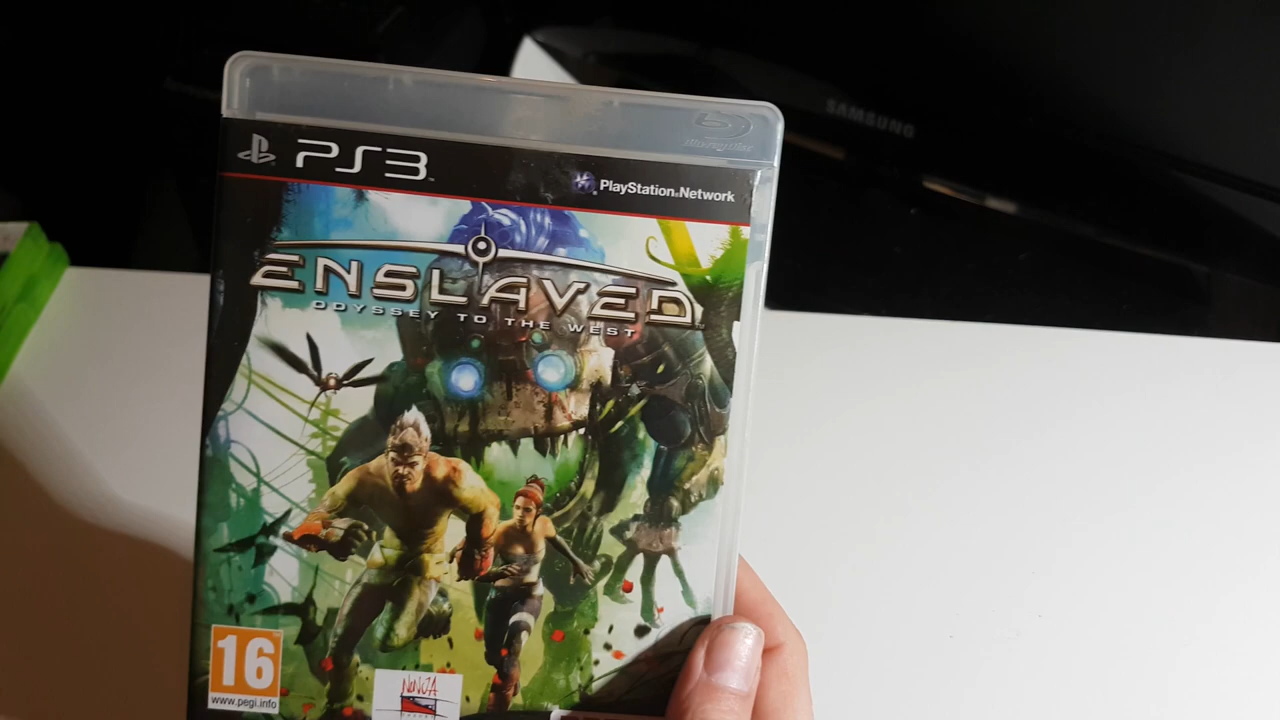 SAMSUNG
Blu-ray Disc
PS3
PlayStation Network
ENSLAVED
ODYSSEY TO THE WEST
16
www.pegi.info
NINJA